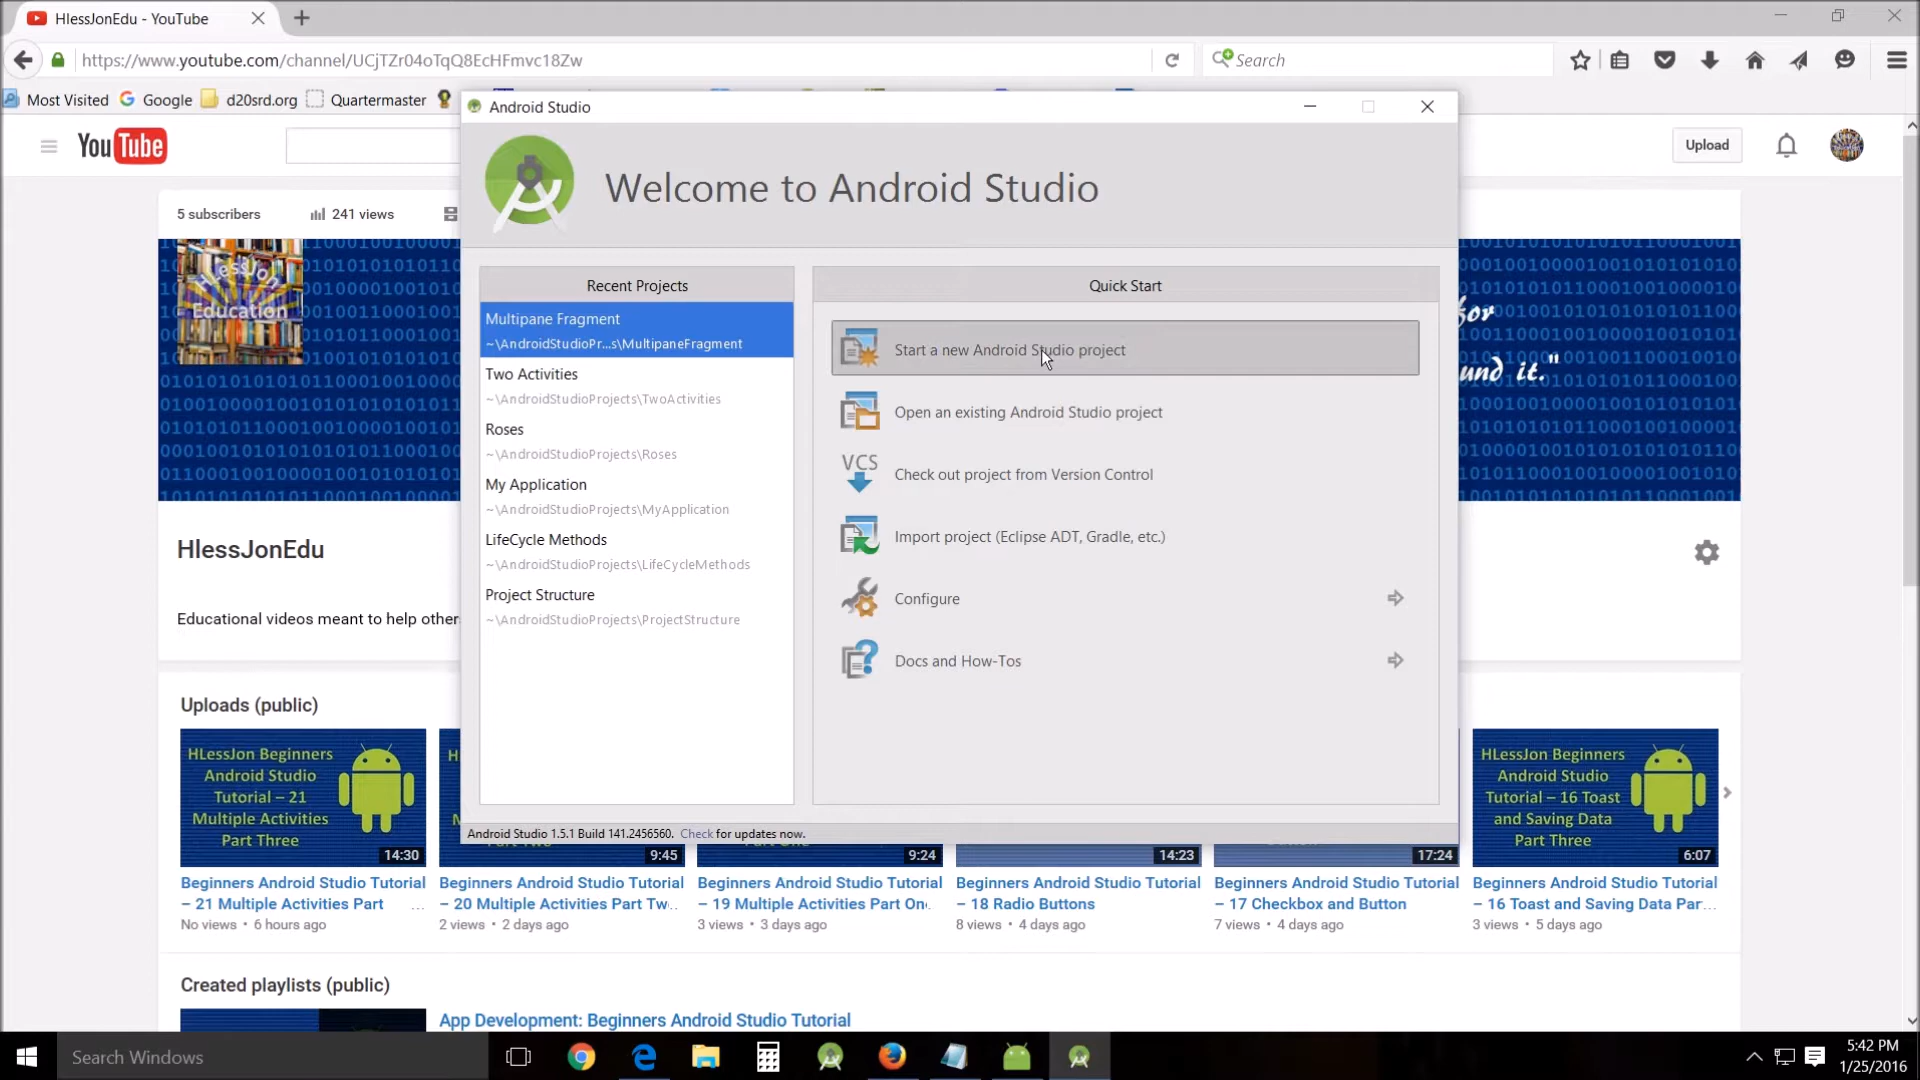 HlessJonEdu - YouTube
https://www.youtube.com/channel/UCjTZr04oTqQ8EcHFmvc18Zw
Search
Most Visited
Google
d20srd.org
Quartermaster
Android Studio
YouTube
Upload
Welcome to Android Studio
5 subscribers
241 views
HLessJon
Education
for
und it."
Recent Projects
Multipane Fragment
~\AndroidStudioPr...s\MultipaneFragment
Two Activities
~\AndroidStudioProjects\TwoActivities
Roses
~\AndroidStudioProjects\Roses
My Application
~\AndroidStudioProjects\MyApplication
LifeCycle Methods
~\AndroidStudioProjects\LifeCycleMethods
Project Structure
~\AndroidStudioProjects\ProjectStructure
Quick Start
Start a new Android Studio project
Open an existing Android Studio project
VCS
Check out project from Version Control
Import project (Eclipse ADT, Gradle, etc.)
Configure
Docs and How-Tos
Android Studio 1.5.1 Build 141.2456560. Check for updates now.
HlessJonEdu
Educational videos meant to help other
Uploads (public)
HLessJon Beginners
Android Studio
Tutorial – 21
Multiple Activities
Part Three
14:30
9:45
9:24
14:23
17:24
HLessJon Beginners
Android Studio
Tutorial – 16 Toast
and Saving Data
Part Three
6:07
Beginners Android Studio Tutorial
– 21 Multiple Activities Part ...
No views • 6 hours ago
Beginners Android Studio Tutorial
– 20 Multiple Activities Part Tw...
2 views • 2 days ago
Beginners Android Studio Tutorial
– 19 Multiple Activities Part On...
3 views • 3 days ago
Beginners Android Studio Tutorial
– 18 Radio Buttons
8 views • 4 days ago
Beginners Android Studio Tutorial
– 17 Checkbox and Button
7 views • 4 days ago
Beginners Android Studio Tutorial
– 16 Toast and Saving Data Par...
3 views • 5 days ago
Created playlists (public)
App Development: Beginners Android Studio Tutorial
Search Windows
5:42 PM
1/25/2016